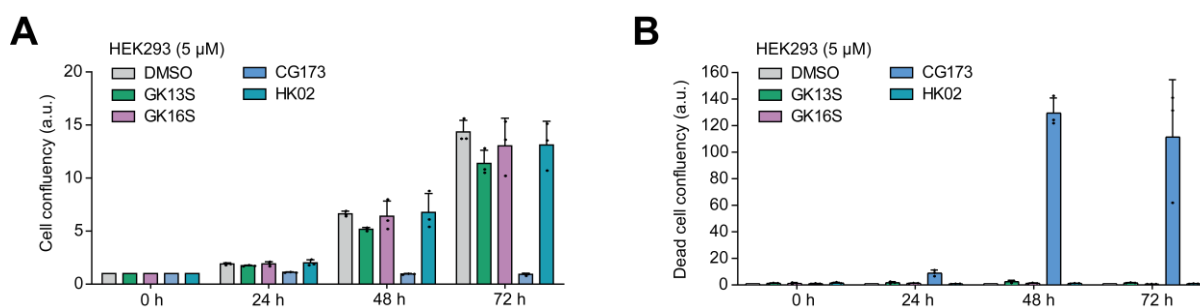 A
HEK293 (5 µM)
DMSO
GK13S
GK16S
CG173
HK02
Cell confluency (a.u.)
20
15
10
5
0
0 h
24 h
48 h
72 h
B
HEK293 (5 µM)
DMSO
GK13S
GK16S
CG173
HK02
Dead cell confluency (a.u.)
160
140
120
100
80
60
40
20
0
0 h
24 h
48 h
72 h